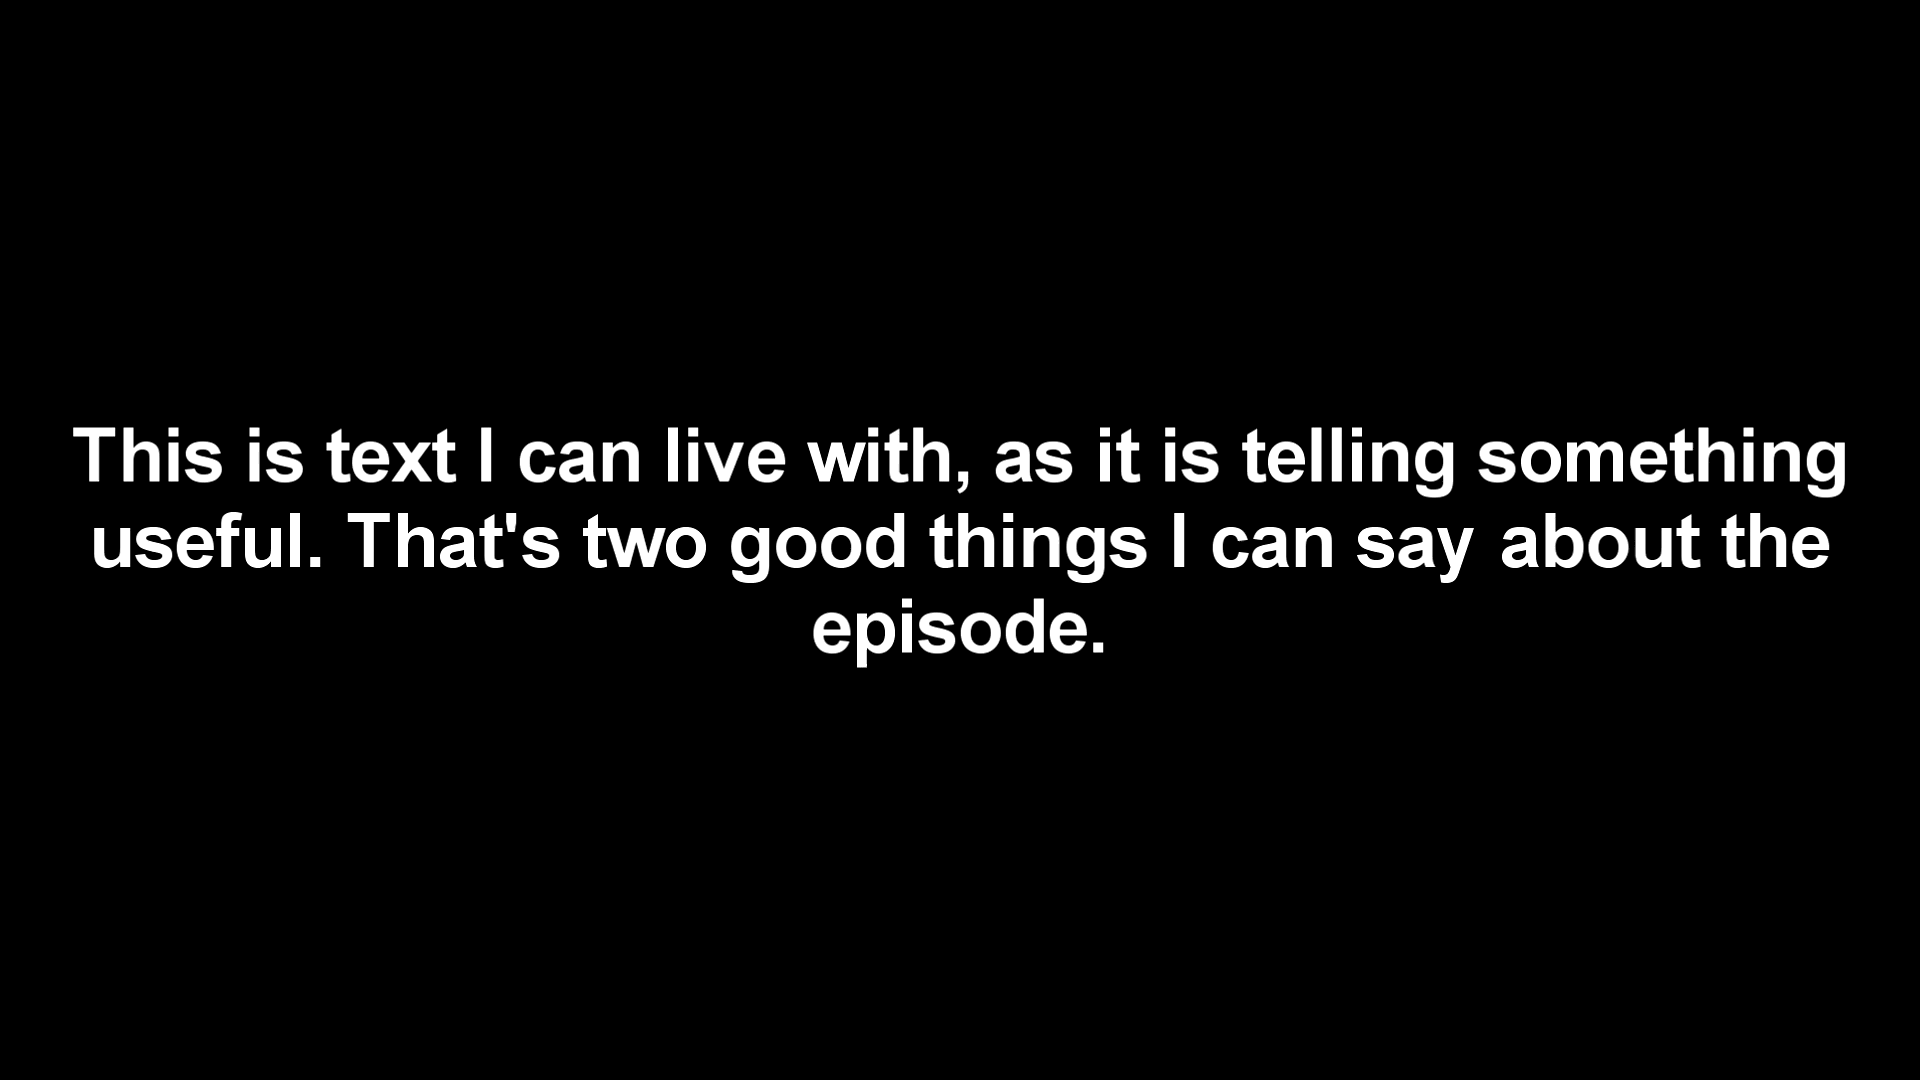 This is text I can live with, as it is telling something
useful. That's two good things I can say about the
episode.